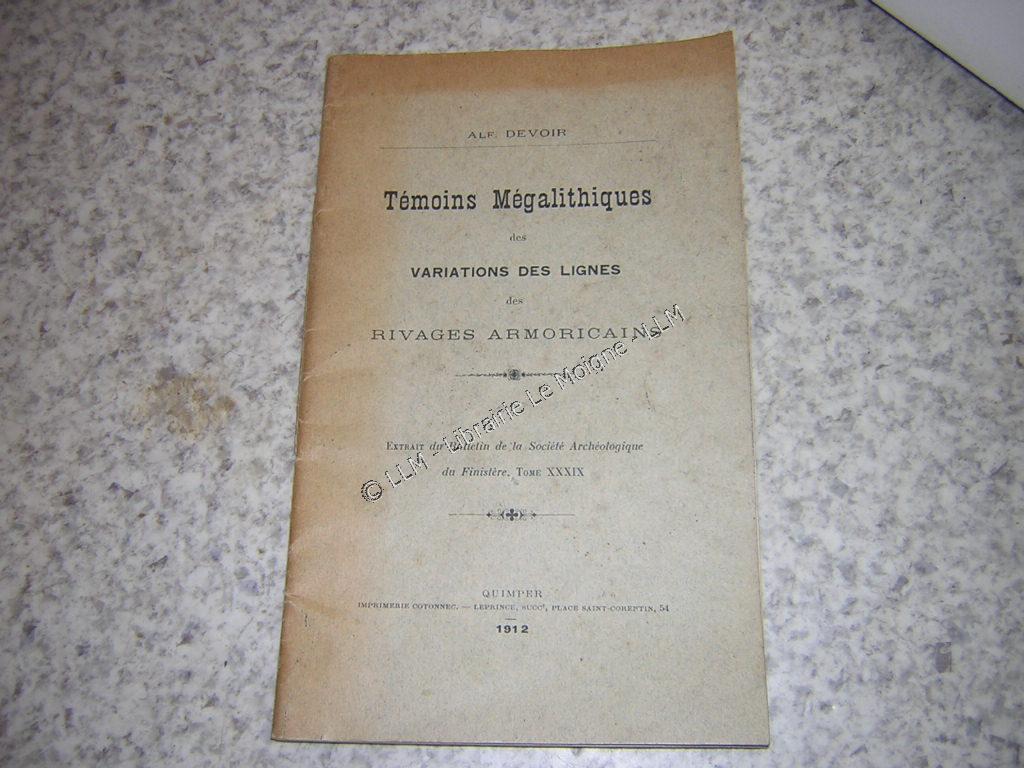 ALF. DEVOIR
Témoins Mégalithiques
des
VARIATIONS DES LIGNES
des
RIVAGES ARMORICAINS
EXTRAIT du Bulletin de la Société Archéologique
du Finistère, TOME XXXIX
QUIMPER
IMPRIMERIE COTONNEC. — LEPRINCE, SUCCr, PLACE SAINT-CORENTIN, 54
1912
© LLM - Librairie Le Moigne - LLM